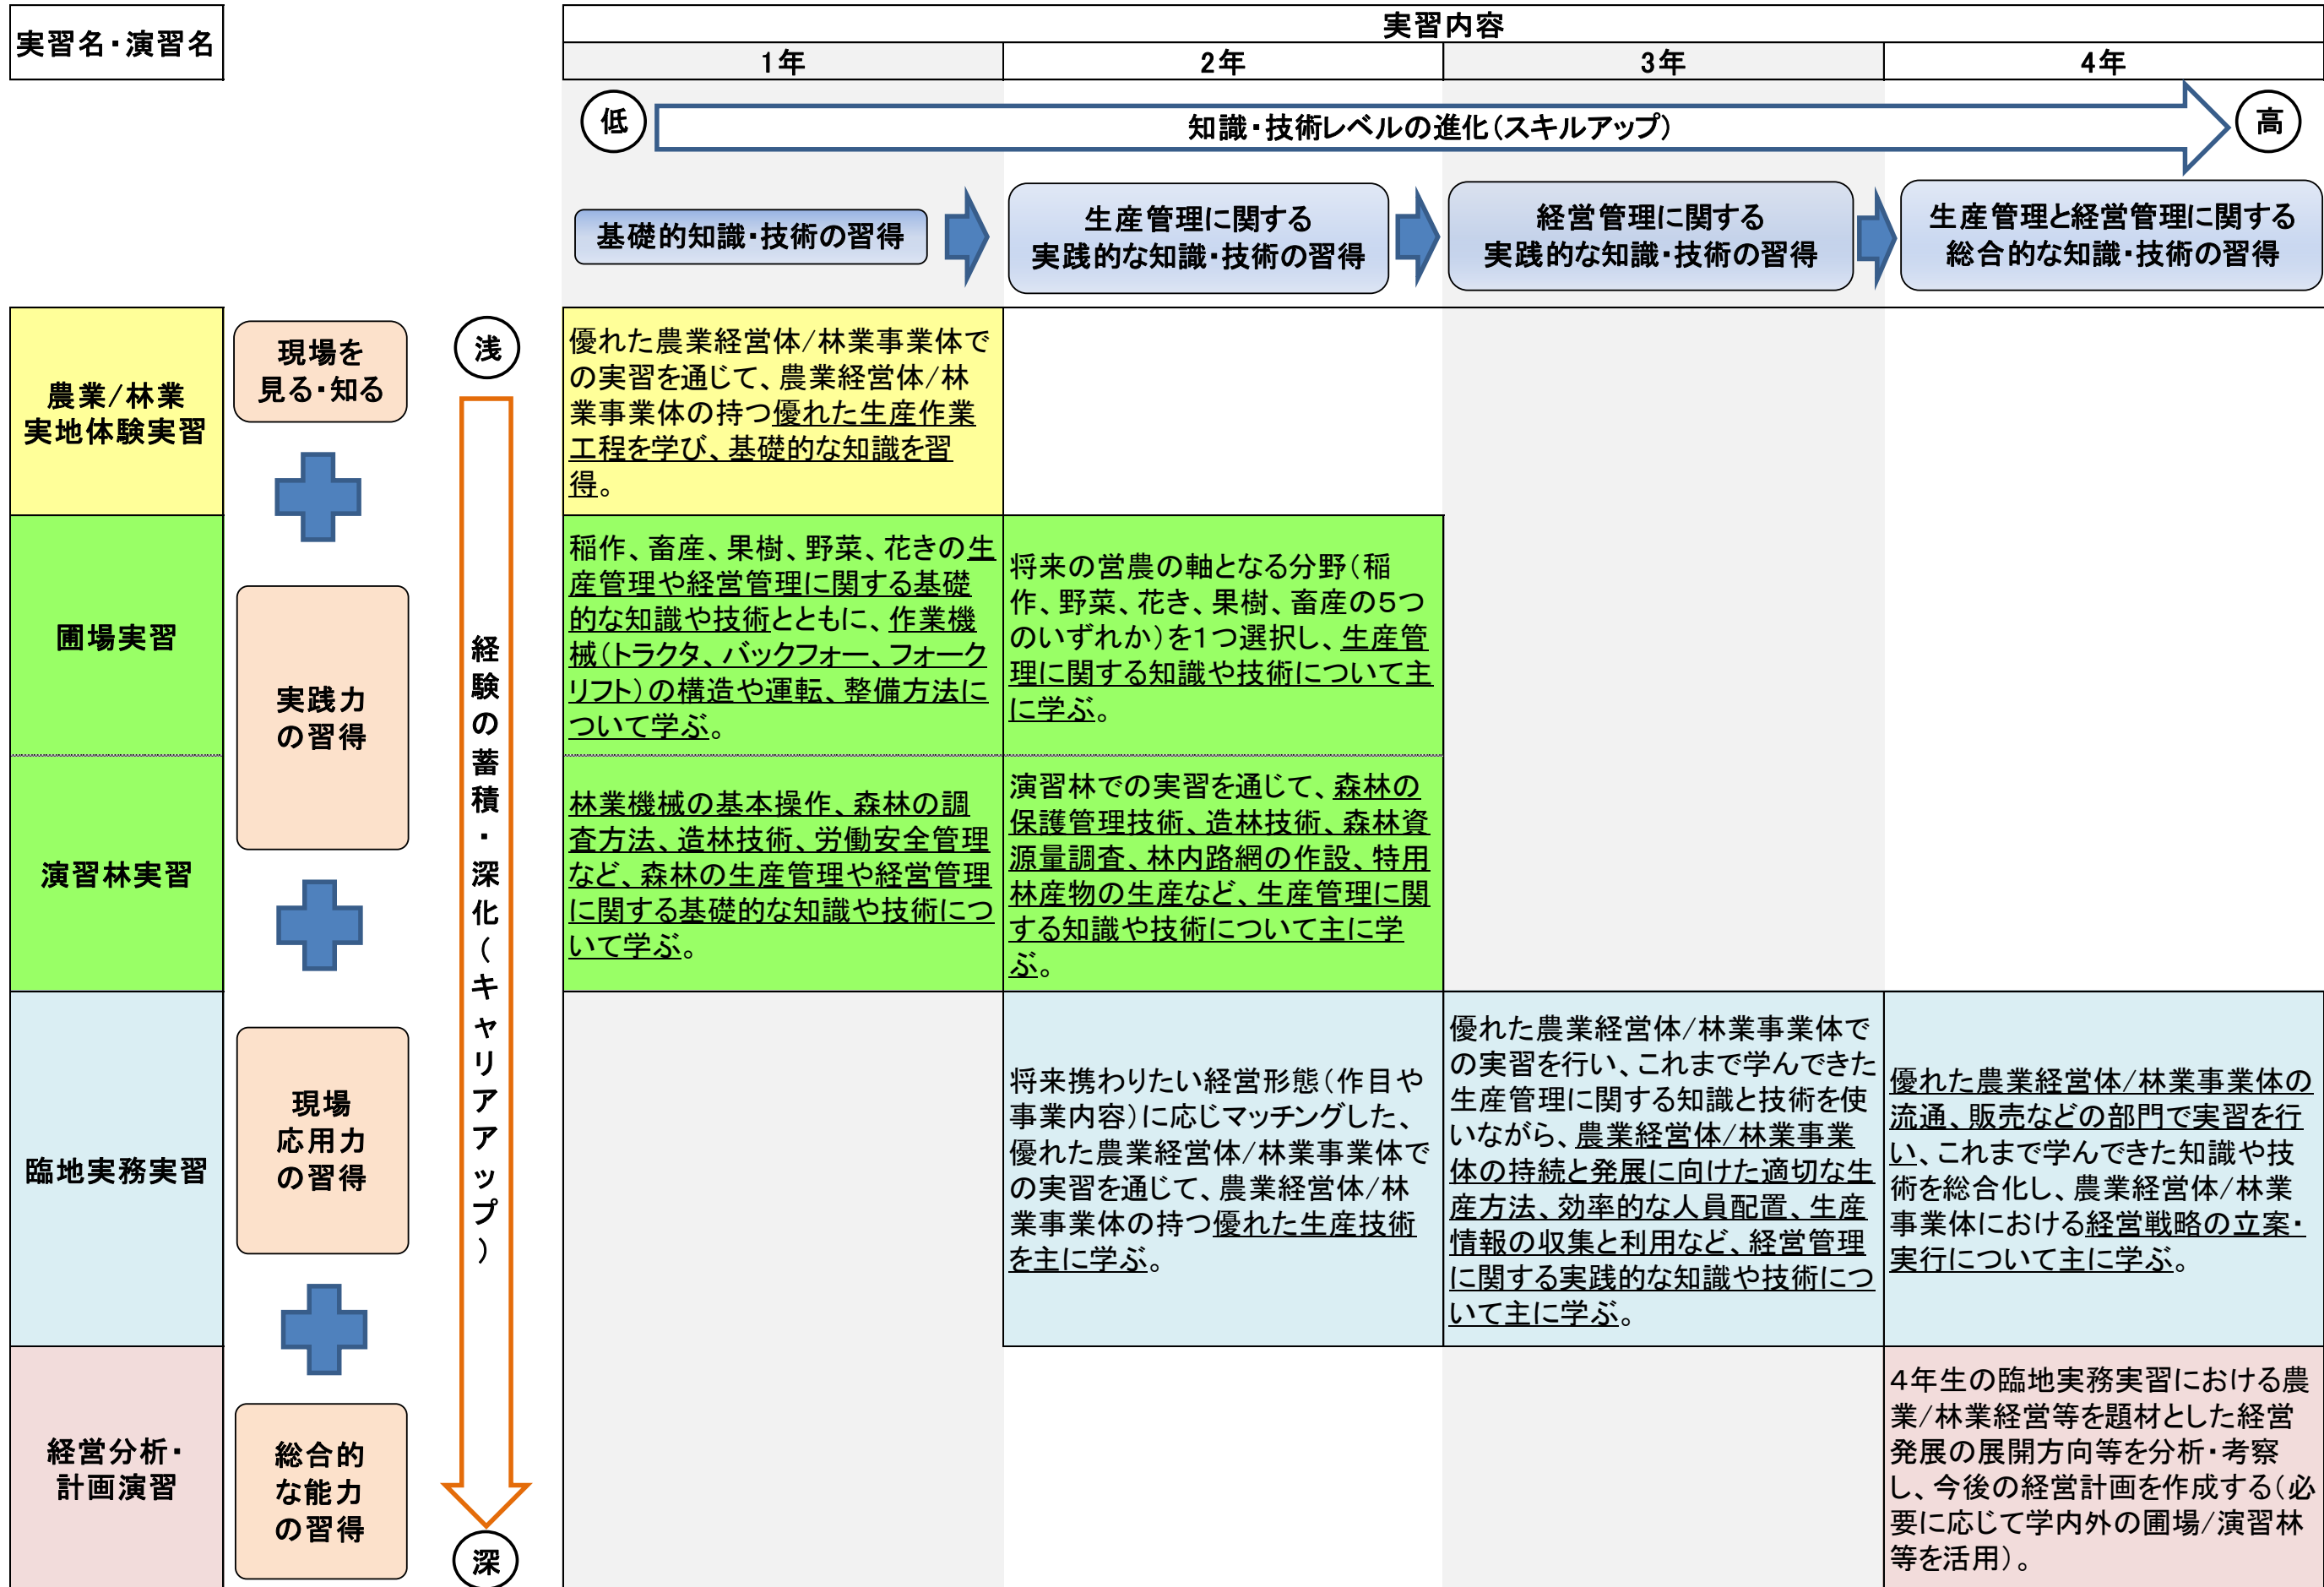 実習名・演習名
実習内容
1年
2年
3年
4年
低
知識・技術レベルの進化（スキルアップ）
高
基礎的知識・技術の習得
生産管理に関する
実践的な知識・技術の習得
経営管理に関する
実践的な知識・技術の習得
生産管理と経営管理に関する
総合的な知識・技術の習得
農業/林業
実地体験実習
現場を
見る・知る
浅
優れた農業経営体/林業事業体で
の実習を通じて、農業経営体/林
業事業体の持つ優れた生産作業
工程を学び、基礎的な知識を習
得。
圃場実習
実践力
の習得
経験の蓄積・深化（キャリアアップ）
稲作、畜産、果樹、野菜、花きの生
産管理や経営管理に関する基礎
的な知識や技術とともに、作業機
械（トラクタ、バックフォー、フォーク
リフト）の構造や運転、整備方法に
ついて学ぶ。
将来の営農の軸となる分野（稲
作、野菜、花き、果樹、畜産の5つ
のいずれか）を1つ選択し、生産管
理に関する知識や技術について主
に学ぶ。
演習林実習
林業機械の基本操作、森林の調
査方法、造林技術、労働安全管理
など、森林の生産管理や経営管理
に関する基礎的な知識や技術につ
いて学ぶ。
演習林での実習を通じて、森林の
保護管理技術、造林技術、森林資
源量調査、林内路網の作設、特用
林産物の生産など、生産管理に関
する知識や技術について主に学
ぶ。
臨地実務実習
現場
応用力
の習得
将来携わりたい経営形態（作目や
事業内容）に応じマッチングした、
優れた農業経営体/林業事業体で
の実習を通じて、農業経営体/林
業事業体の持つ優れた生産技術
を主に学ぶ。
優れた農業経営体/林業事業体で
の実習を行い、これまで学んできた
生産管理に関する知識と技術を使
いながら、農業経営体/林業事業
体の持続と発展に向けた適切な生
産方法、効率的な人員配置、生産
情報の収集と利用など、経営管理
に関する実践的な知識や技術につ
いて主に学ぶ。
優れた農業経営体/林業事業体の
流通、販売などの部門で実習を行
い、これまで学んできた知識や技
術を総合化し、農業経営体/林業
事業体における経営戦略の立案・
実行について主に学ぶ。
経営分析・
計画演習
総合的
な能力
の習得
深
4年生の臨地実務実習における農
業/林業経営等を題材とした経営
発展の展開方向等を分析・考察
し、今後の経営計画を作成する（必
要に応じて学内外の圃場/演習林
等を活用）。